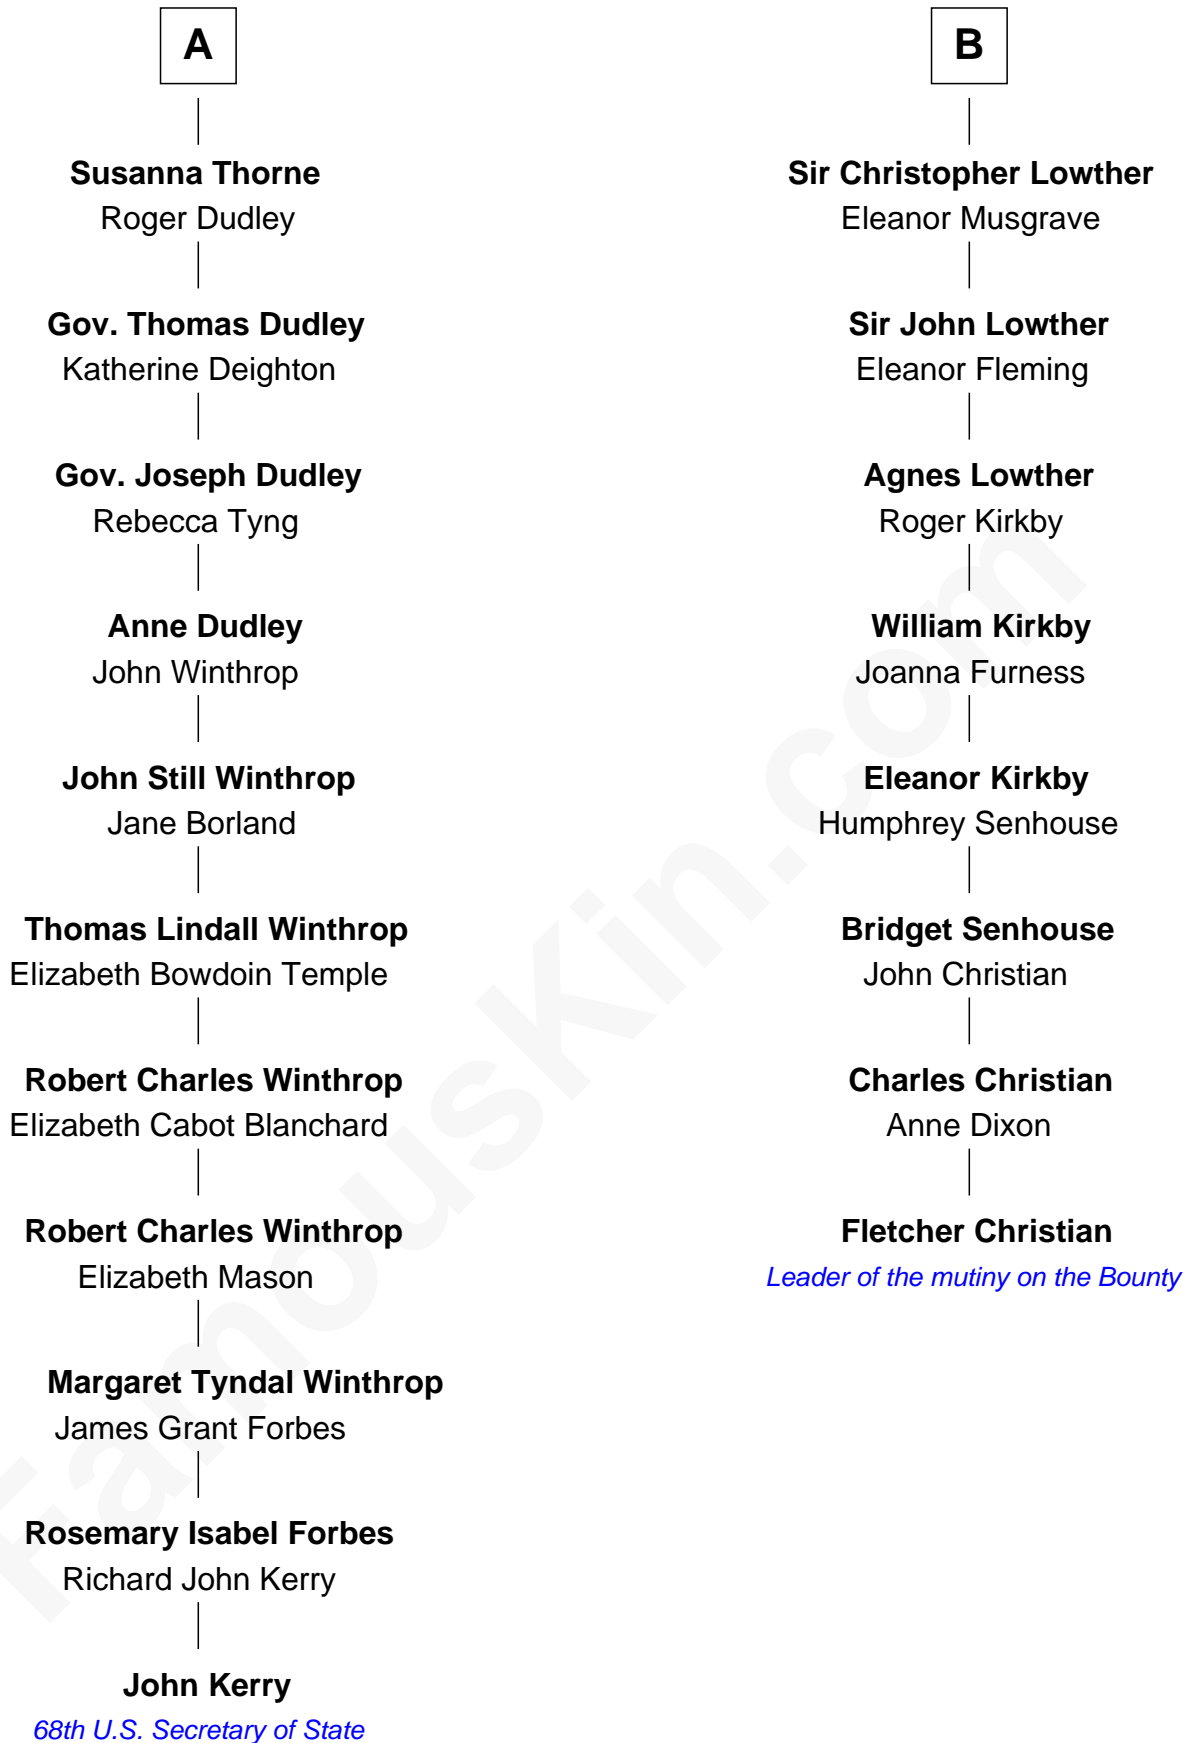 A
Susanna Thorne
Roger Dudley
Gov. Thomas Dudley
Katherine Deighton
Gov. Joseph Dudley
Rebecca Tyng
Anne Dudley
John Winthrop
John Still Winthrop
Jane Borland
Thomas Lindall Winthrop
Elizabeth Bowdoin Temple
Robert Charles Winthrop
Elizabeth Cabot Blanchard
Robert Charles Winthrop
Elizabeth Mason
Margaret Tyndal Winthrop
James Grant Forbes
Rosemary Isabel Forbes
Richard John Kerry
John Kerry
68th U.S. Secretary of State
B
Sir Christopher Lowther
Eleanor Musgrave
Sir John Lowther
Eleanor Fleming
Agnes Lowther
Roger Kirkby
William Kirkby
Joanna Furness
Eleanor Kirkby
Humphrey Senhouse
Bridget Senhouse
John Christian
Charles Christian
Anne Dixon
Fletcher Christian
Leader of the mutiny on the Bounty
FamousKin.com